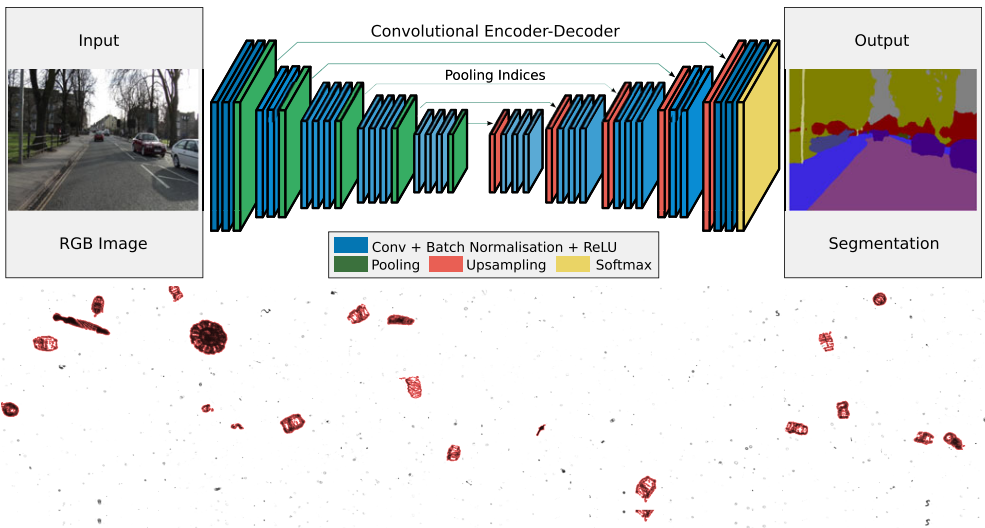 Input
RGB Image
Convolutional Encoder-Decoder
Pooling Indices
Conv + Batch Normalisation + ReLU
Pooling Upsampling Softmax
Output
Segmentation